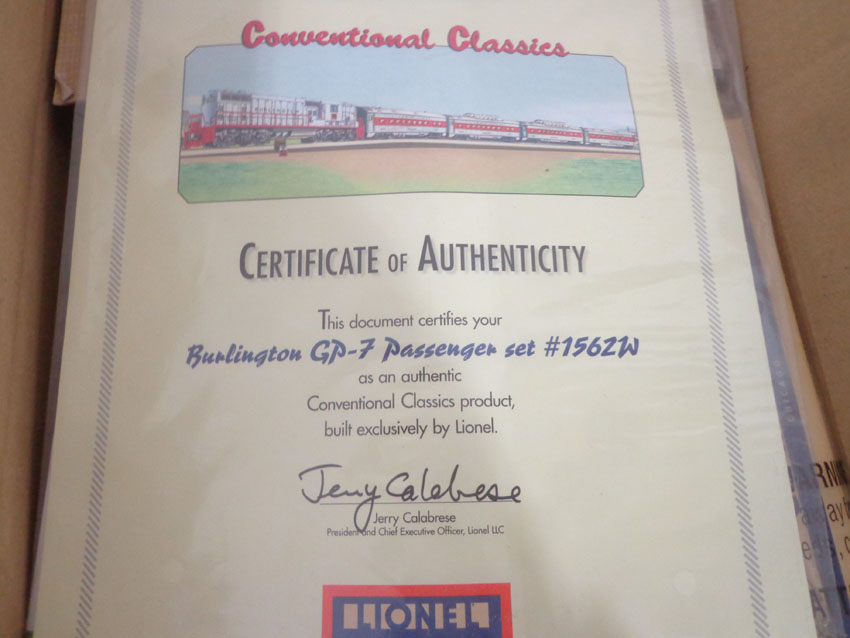 Conventional Classics
CERTIFICATE OF AUTHENTICITY
This document certifies your
Burlington GP-7 Passenger set #1562W
as an authentic
Conventional Classics product,
built exclusively by Lionel.
Jerry Calabrese
Jerry Calabrese
President and Chief Executive Officer, Lionel LLC
LIONEL
CHICAGO